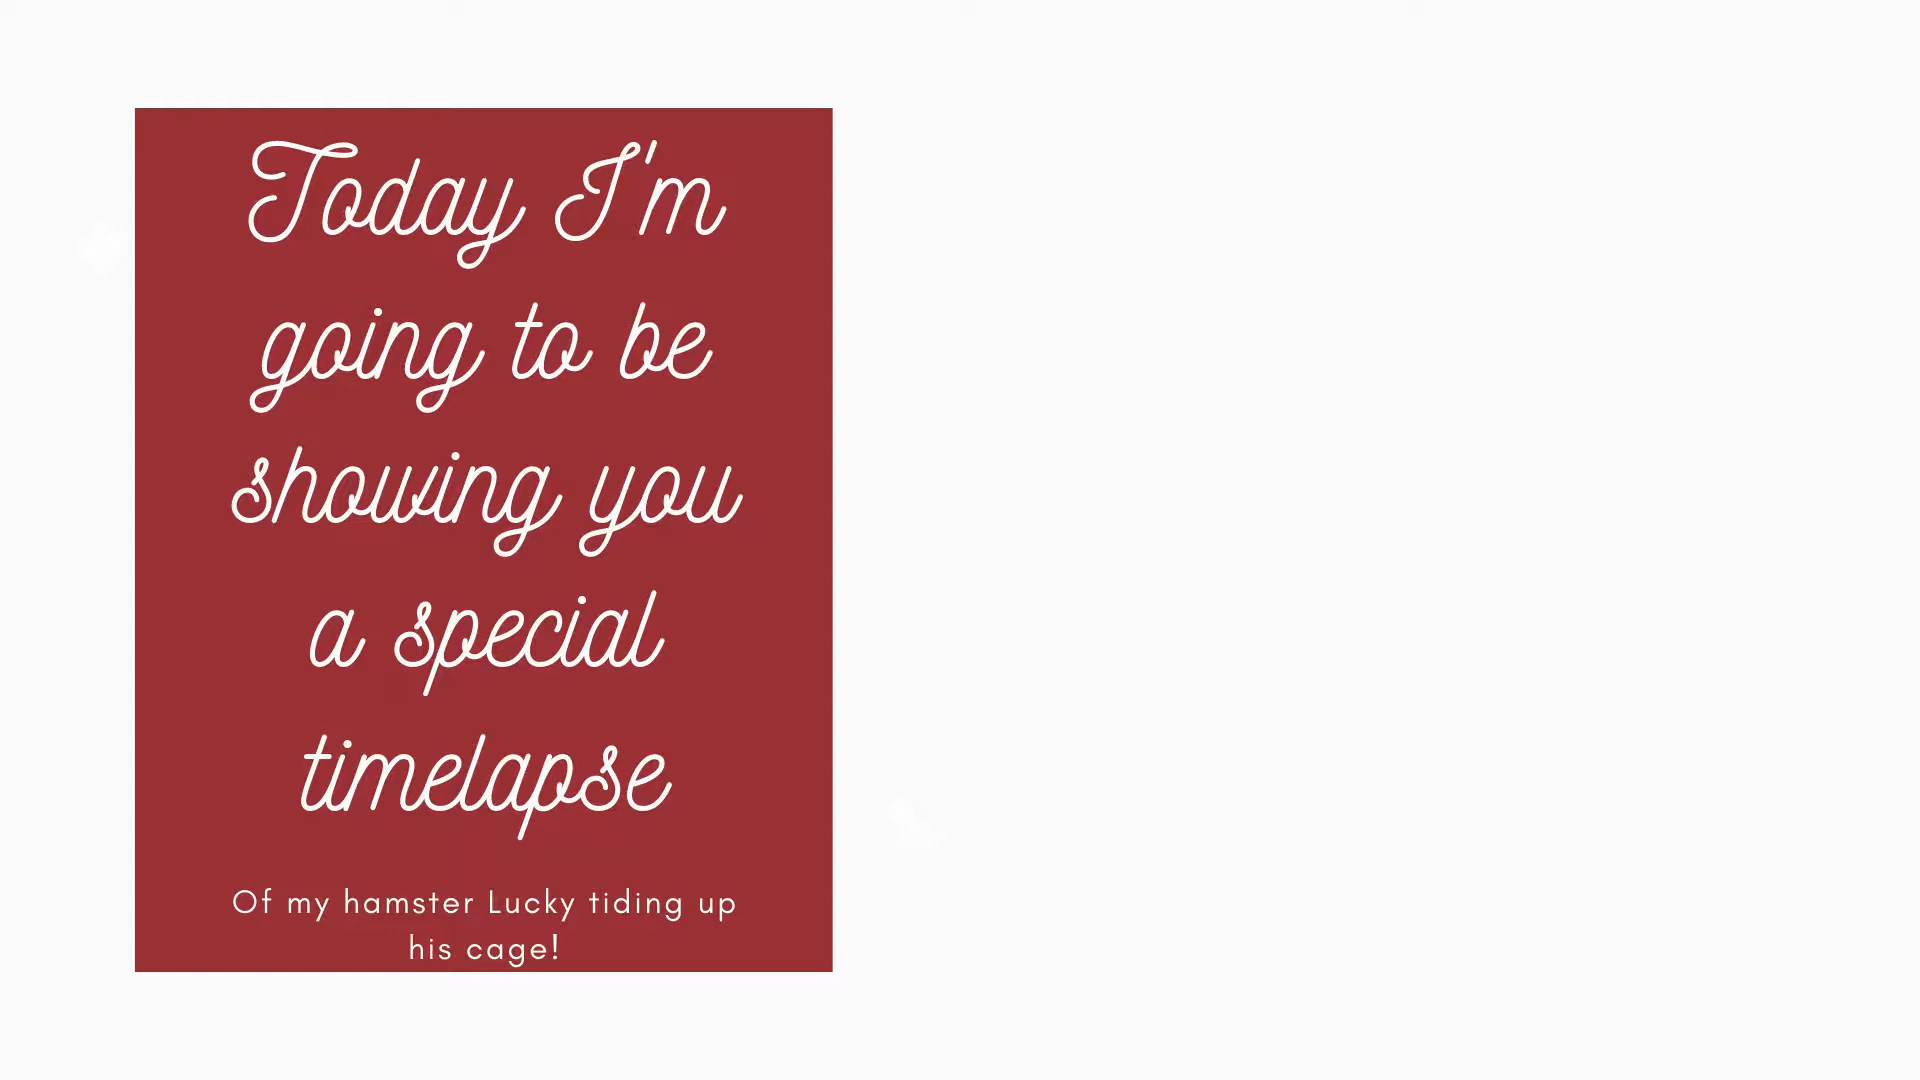 Today I'm
going to be
showing you
a special
timelapse
Of my hamster Lucky tiding up
his cage!